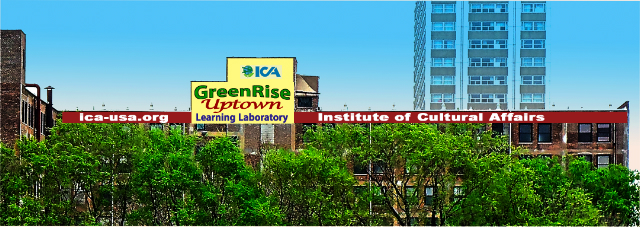 ICA
GreenRise
Uptown
Learning Laboratory
Ica-usa.org
Institute of Cultural Affairs